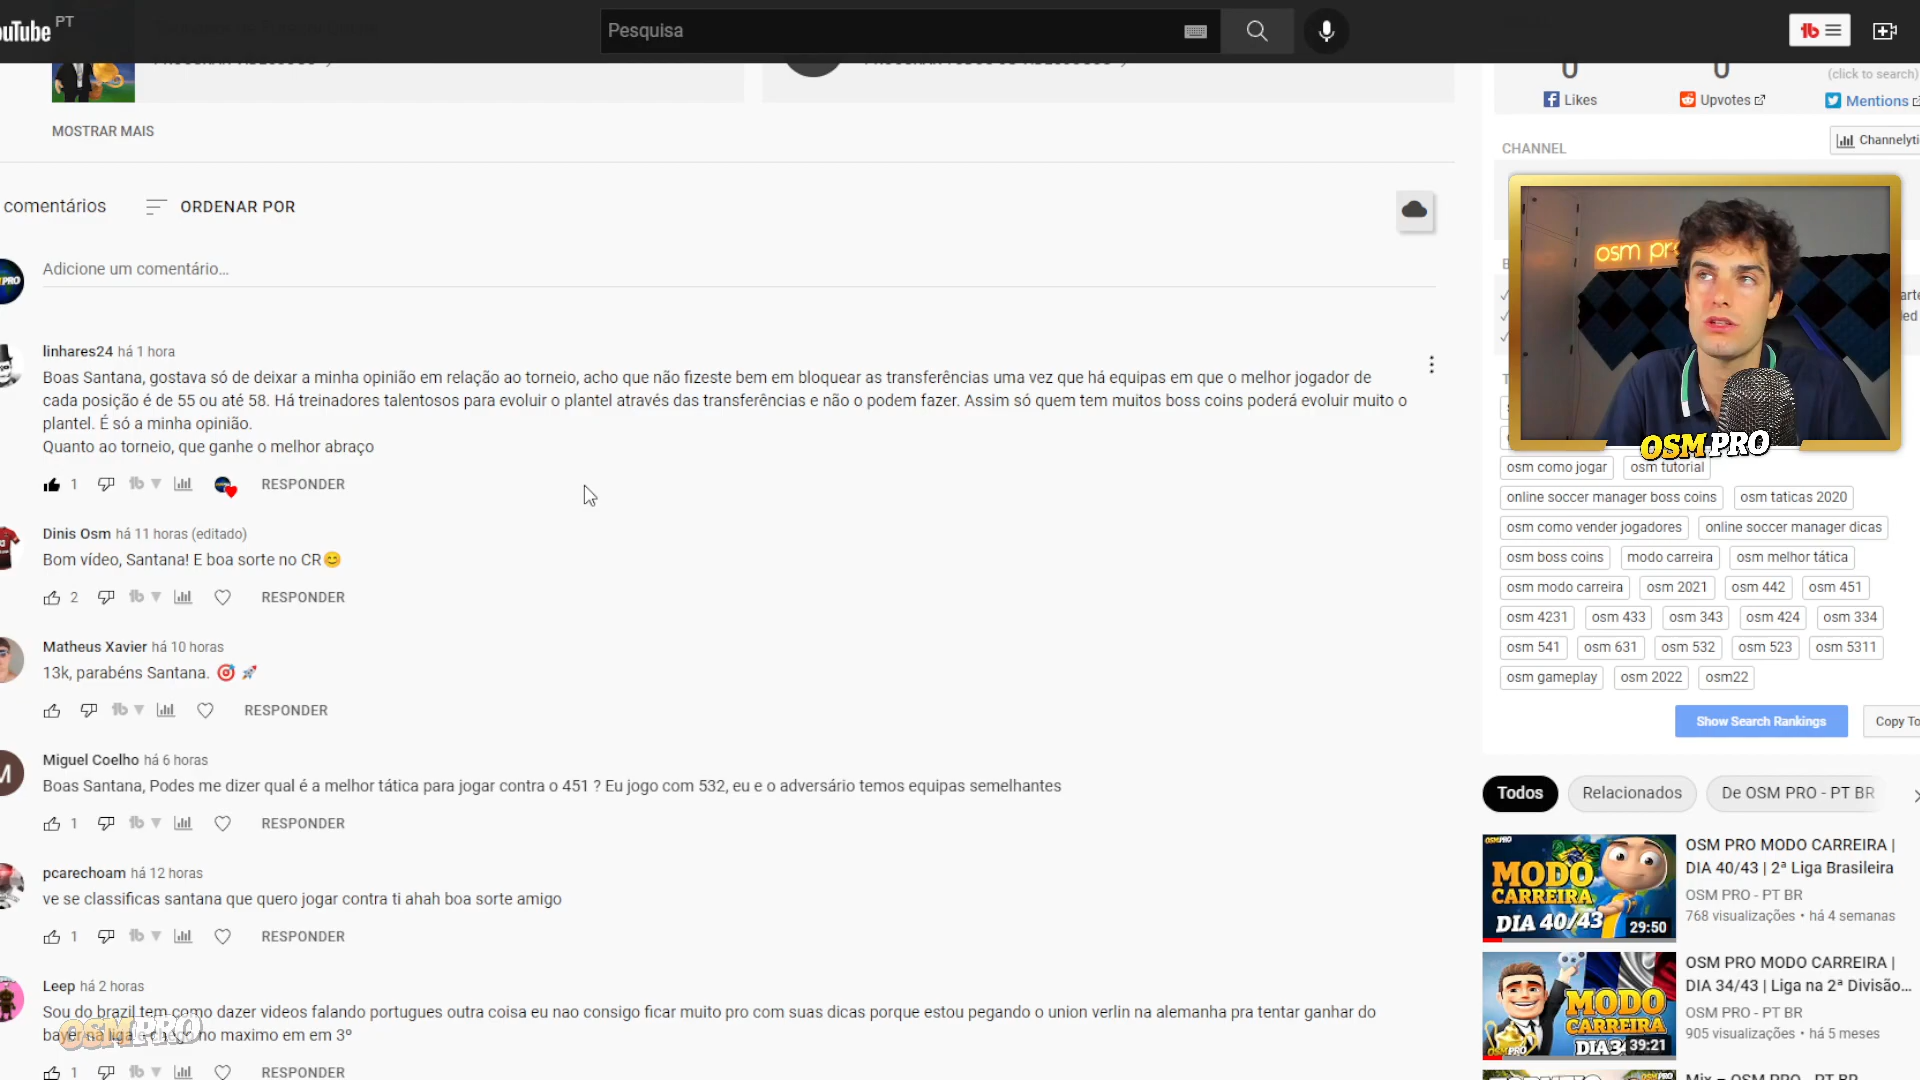 ouTube PT
Pesquisa
(click to search)
Likes
Upvotes
Mentions
MOSTRAR MAIS
CHANNEL
Channelyti
comentários
ORDENAR POR
Adicione um comentário...
osm pro
OSM PRO
linhares24 há 1 hora
Boas Santana, gostava só de deixar a minha opinião em relação ao torneio, acho que não fizeste bem em bloquear as transferências uma vez que há equipas em que o melhor jogador de
cada posição é de 55 ou até 58. Há treinadores talentosos para evoluir o plantel através das transferências e não o podem fazer. Assim só quem tem muitos boss coins poderá evoluir muito o
plantel. É só a minha opinião.
Quanto ao torneio, que ganhe o melhor abraço
1
RESPONDER
Dinis Osm há 11 horas (editado)
Bom vídeo, Santana! E boa sorte no CR😊
2
RESPONDER
Matheus Xavier há 10 horas
13k, parabéns Santana. 🎯 🚀
RESPONDER
Miguel Coelho há 6 horas
Boas Santana, Podes me dizer qual é a melhor tática para jogar contra o 451 ? Eu jogo com 532, eu e o adversário temos equipas semelhantes
1
RESPONDER
pcarechoam há 12 horas
ve se classificas santana que quero jogar contra ti ahah boa sorte amigo
1
RESPONDER
Leep há 2 horas
Sou do brazil tem como dazer videos falando portugues outra coisa eu nao consigo ficar muito pro com suas dicas porque estou pegando o union verlin na alemanha pra tentar ganhar do
bayer na liga e chego no maximo em em 3º
OSM PRO
1
RESPONDER
osm como jogar
osm tutorial
online soccer manager boss coins
osm taticas 2020
osm como vender jogadores
online soccer manager dicas
osm boss coins
modo carreira
osm melhor tática
osm modo carreira
osm 2021
osm 442
osm 451
osm 4231
osm 433
osm 343
osm 424
osm 334
osm 541
osm 631
osm 532
osm 523
osm 5311
osm gameplay
osm 2022
osm22
Show Search Rankings
Copy To
Todos
Relacionados
De OSM PRO - PT BR
MODO
CARREIRA
DIA 40/43
29:50
OSM PRO MODO CARREIRA |
DIA 40/43 | 2ª Liga Brasileira
OSM PRO - PT BR
768 visualizações • há 4 semanas
MODO
CARREIRA
DIA 3
39:21
OSM PRO MODO CARREIRA |
DIA 34/43 | Liga na 2ª Divisão...
OSM PRO - PT BR
905 visualizações • há 5 meses